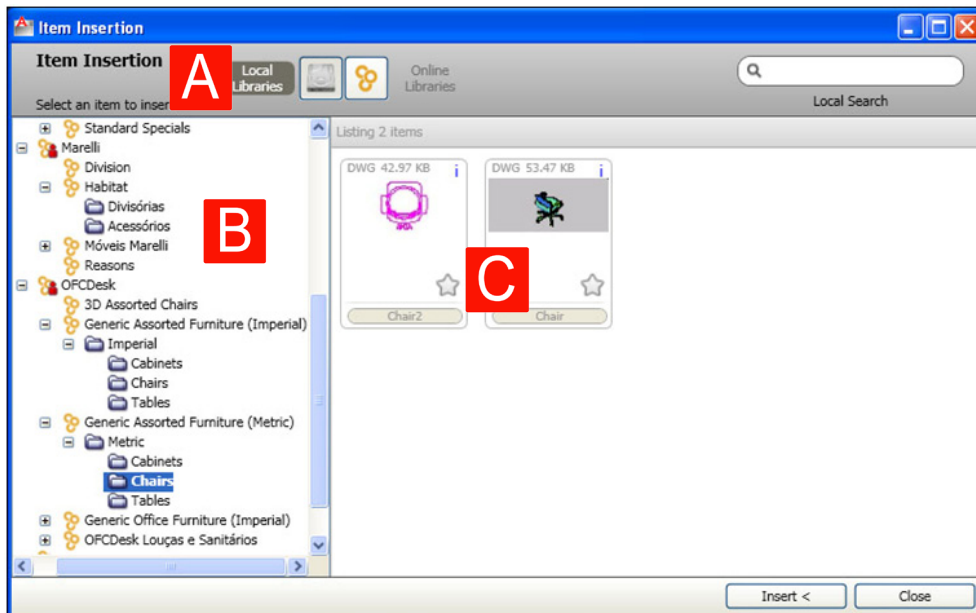 Item Insertion
Item Insertion
A
Local
Libraries
Online
Libraries
Select an item to inser
Local Search
Standard Specials
Marelli
Division
Habitat
Divisórias
Acessórios
B
Móveis Marelli
Reasons
OFCDesk
3D Assorted Chairs
Generic Assorted Furniture (Imperial)
Imperial
Cabinets
Chairs
Tables
Generic Assorted Furniture (Metric)
Metric
Cabinets
Chairs
Tables
Generic Office Furniture (Imperial)
OFCDesk Louças e Sanitários
Listing 2 items
DWG 42.97 KB i
DWG 53.47 KB i
C
Chair2
Chair
Insert <
Close